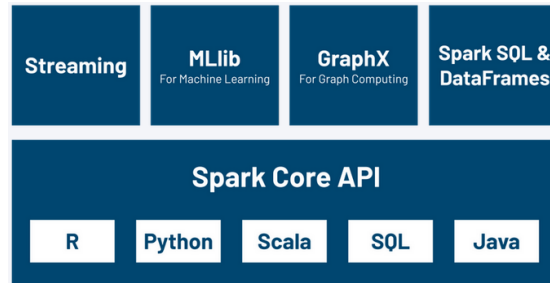 Streaming
MLlib
For Machine Learning
GraphX
For Graph Computing
Spark SQL &
DataFrames
Spark Core API
R
Python
Scala
SQL
Java